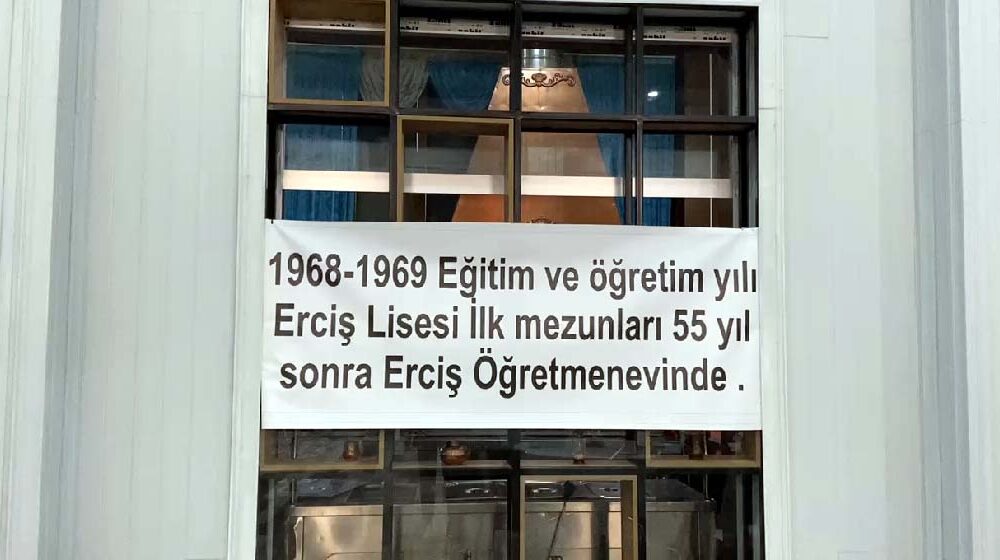 1968-1969 Eğitim ve öğretim yılı
Erciş Lisesi İlk mezunları 55 yıl
sonra Erciş Öğretmenevinde .